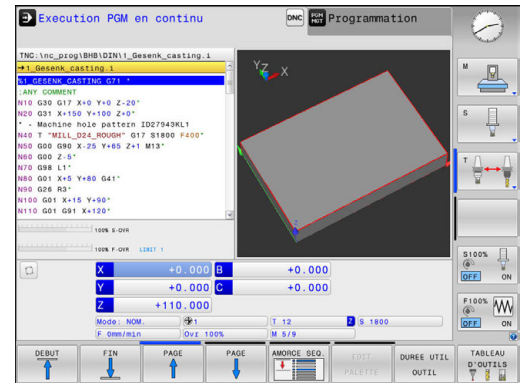 Execution PGM en continu
DNC PGM MGT Programmation
TNC:\nc_prog\BHB\DIN\1_Gesenk_casting.i
→1_Gesenk_casting.i
%1_GESENK_CASTING G71 *
;ANY COMMENT
N10 G30 G17 X+0 Y+0 Z-20*
N20 G31 X+150 Y+100 Z+0*
* - Machine hole pattern ID27943KL1
N40 T "MILL_D24_ROUGH" G17 S1800 F400*
N50 G00 G90 X-25 Y+65 Z+1 M13*
N60 G00 Z-5*
N70 G98 L1*
N80 G01 X+5 Y+80 G41*
N90 G26 R3*
N100 G01 X+15 Y+90*
N110 G01 G91 X+120*
Y Z X
Z
100% S-OVR
100% F-OVR LIMIT 1
X +0.000 B +0.000
Y +0.000 C +0.000
Z +110.000
Mode: NOM. 1 T 12 Z S 1800
F 0mm/min Ovr 100% M 5/9
M
S
T
S100%
OFF ON
F100%
OFF ON
DEBUT
FIN
PAGE
PAGE
AMORCE SEQ.
EDIT PALETTE
DUREE UTIL OUTIL
TABLEAU D'OUTILS